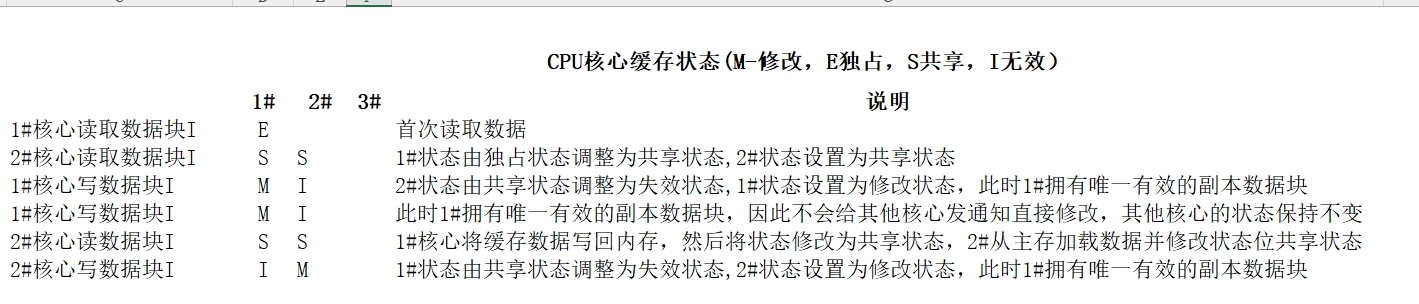 CPU核心缓存状态(M-修改，E独占，S共享，I无效）
1# 2# 3# 说明
1#核心读取数据块I E 首次读取数据
2#核心读取数据块I S S 1#状态由独占状态调整为共享状态,2#状态设置为共享状态
1#核心写数据块I M I 2#状态由共享状态调整为失效状态,1#状态设置为修改状态，此时1#拥有唯一有效的副本数据块
1#核心写数据块I M I 此时1#拥有唯一有效的副本数据块，因此不会给其他核心发通知直接修改，其他核心的状态保持不变
2#核心读数据块I S S 1#核心将缓存数据写回内存，然后将状态修改为共享状态，2#从主存加载数据并修改状态位共享状态
2#核心写数据块I I M 1#状态由共享状态调整为失效状态,2#状态设置为修改状态，此时1#拥有唯一有效的副本数据块